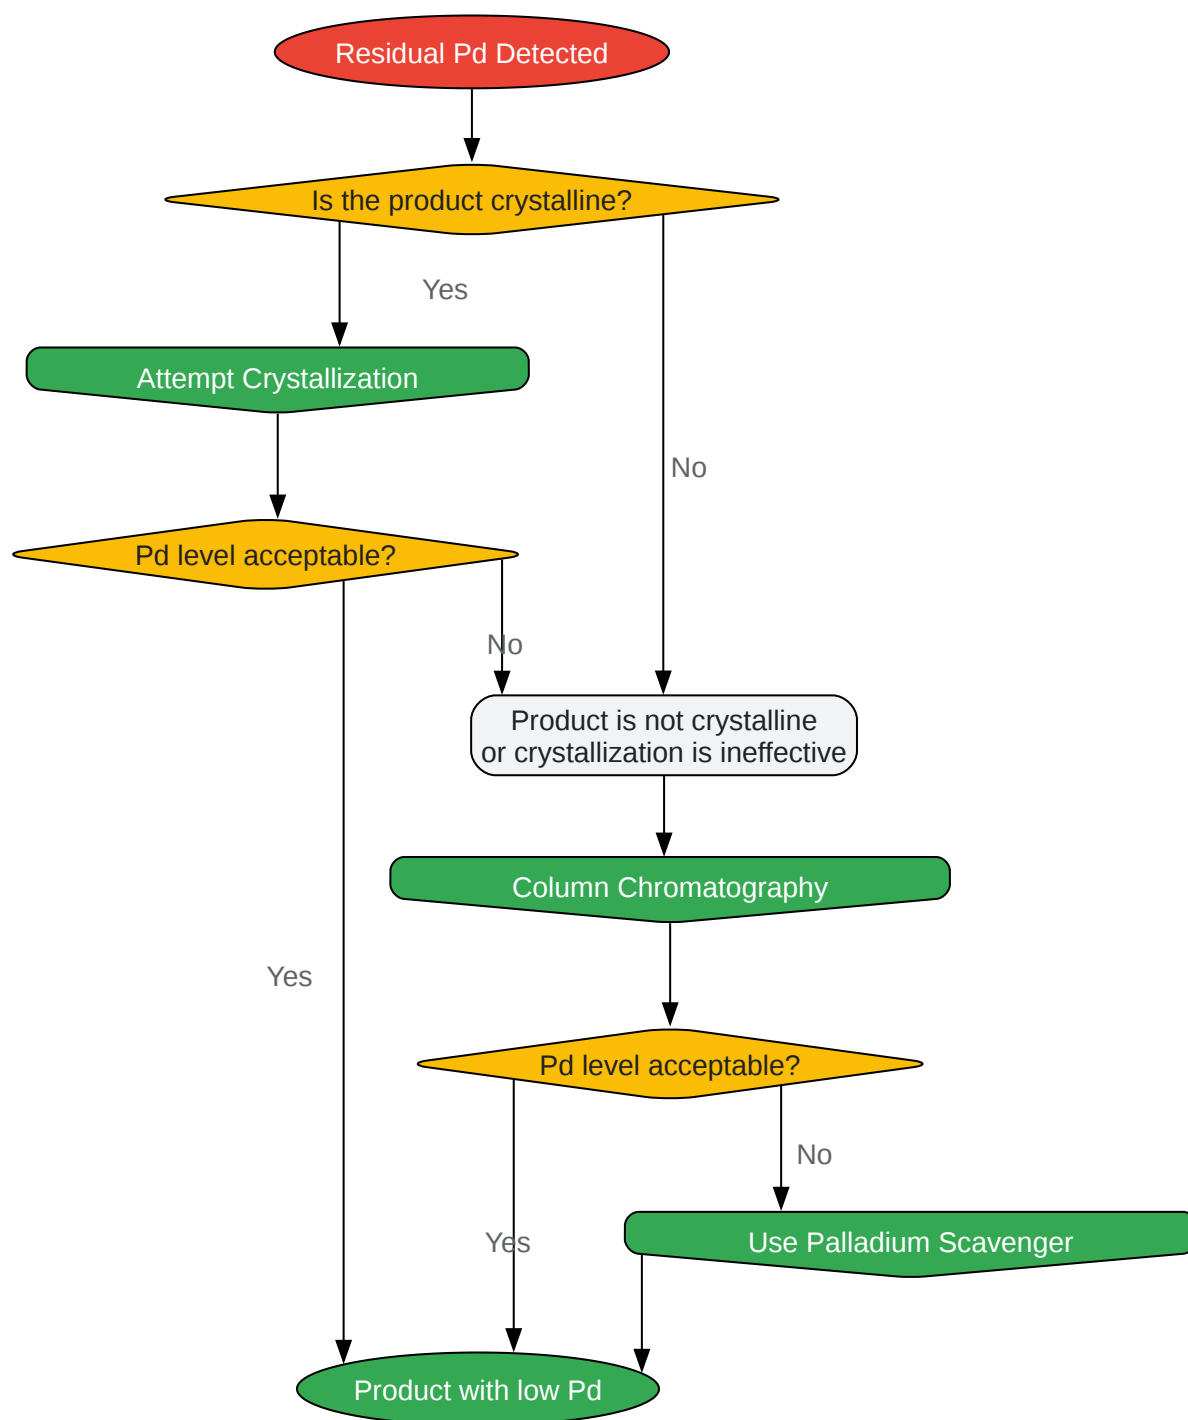 Residual Pd Detected
Is the product crystalline?
Yes
Attempt Crystallization
No
Pd level acceptable?
No
Product is not crystalline
or crystallization is ineffective
Column Chromatography
Yes
Pd level acceptable?
No
Yes
Use Palladium Scavenger
Product with low Pd